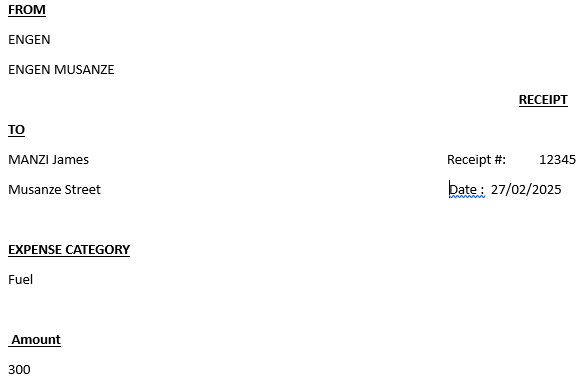 FROM
ENGEN
ENGEN MUSANZE
RECEIPT
TO
MANZI James
Receipt #: 12345
Musanze Street
Date : 27/02/2025
EXPENSE CATEGORY
Fuel
Amount
300